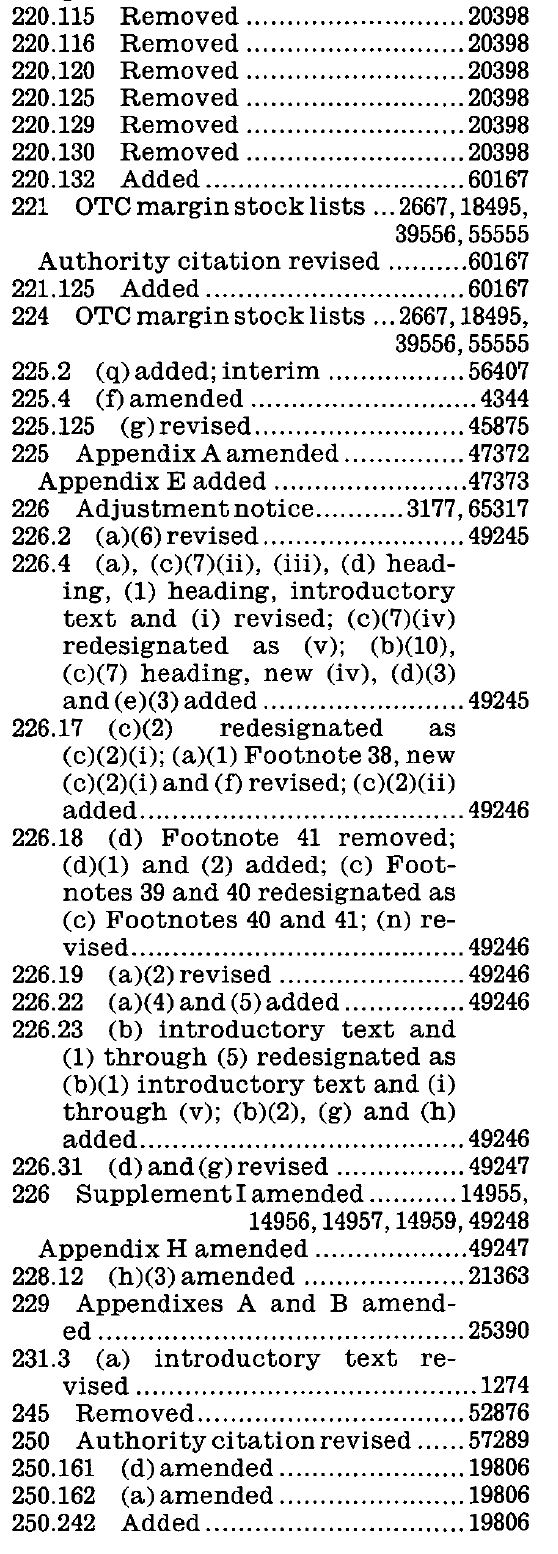 220.115 Removed ............................20398
220.116 Removed ............................20398
220.120 Removed ............................20398
220.125 Removed ............................20398
220.129 Removed ............................20398
220.130 Removed ............................20398
220.132 Added .................................60167
221 OTC margin stock lists ...2667, 18495,
39556, 55555
Authority citation revised ..........60167
221.125 Added .................................60167
224 OTC margin stock lists ...2667, 18495,
39556, 55555
225.2 (q) added; interim .................56407
225.4 (f) amended ............................4344
225.125 (g) revised...........................45875
225 Appendix A amended ...............47372
Appendix E added .......................47373
226 Adjustment notice...........3177, 65317
226.2 (a)(6) revised..........................49245
226.4 (a), (c)(7)(ii), (iii), (d) head-
ing, (1) heading, introductory
text and (i) revised; (c)(7)(iv)
redesignated as (v); (b)(10),
(c)(7) heading, new (iv), (d)(3)
and (e)(3) added .........................49245
226.17 (c)(2) redesignated as
(c)(2)(i); (a)(1) Footnote 38, new
(c)(2)(i) and (f) revised; (c)(2)(ii)
added.........................................49246
226.18 (d) Footnote 41 removed;
(d)(1) and (2) added; (c) Foot-
notes 39 and 40 redesignated as
(c) Footnotes 40 and 41; (n) re-
vised..........................................49246
226.19 (a)(2) revised .......................49246
226.22 (a)(4) and (5) added ...............49246
226.23 (b) introductory text and
(1) through (5) redesignated as
(b)(1) introductory text and (i)
through (v); (b)(2), (g) and (h)
added.........................................49246
226.31 (d) and (g) revised ................49247
226 Supplement I amended ...........14955,
14956, 14957, 14959, 49248
Appendix H amended ...................49247
228.12 (h)(3) amended ....................21363
229 Appendixes A and B amend-
ed ..............................................25390
231.3 (a) introductory text re-
vised ..........................................1274
245 Removed..................................52876
250 Authority citation revised ......57289
250.161 (d) amended ........................19806
250.162 (a) amended ........................19806
250.242 Added .................................19806